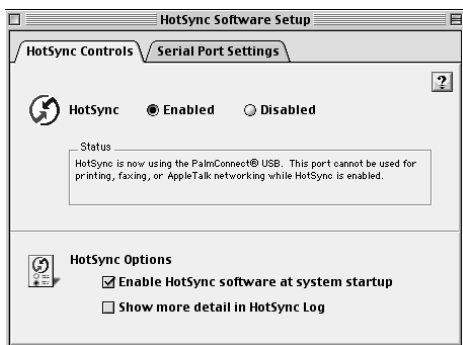 HotSync Software Setup
HotSync Controls
Serial Port Settings
?
HotSync Enabled Disabled
Status
HotSync is now using the PalmConnect® USB. This port cannot be used for
printing, faxing, or AppleTalk networking while HotSync is enabled.
HotSync Options
Enable HotSync software at system startup
Show more detail in HotSync Log